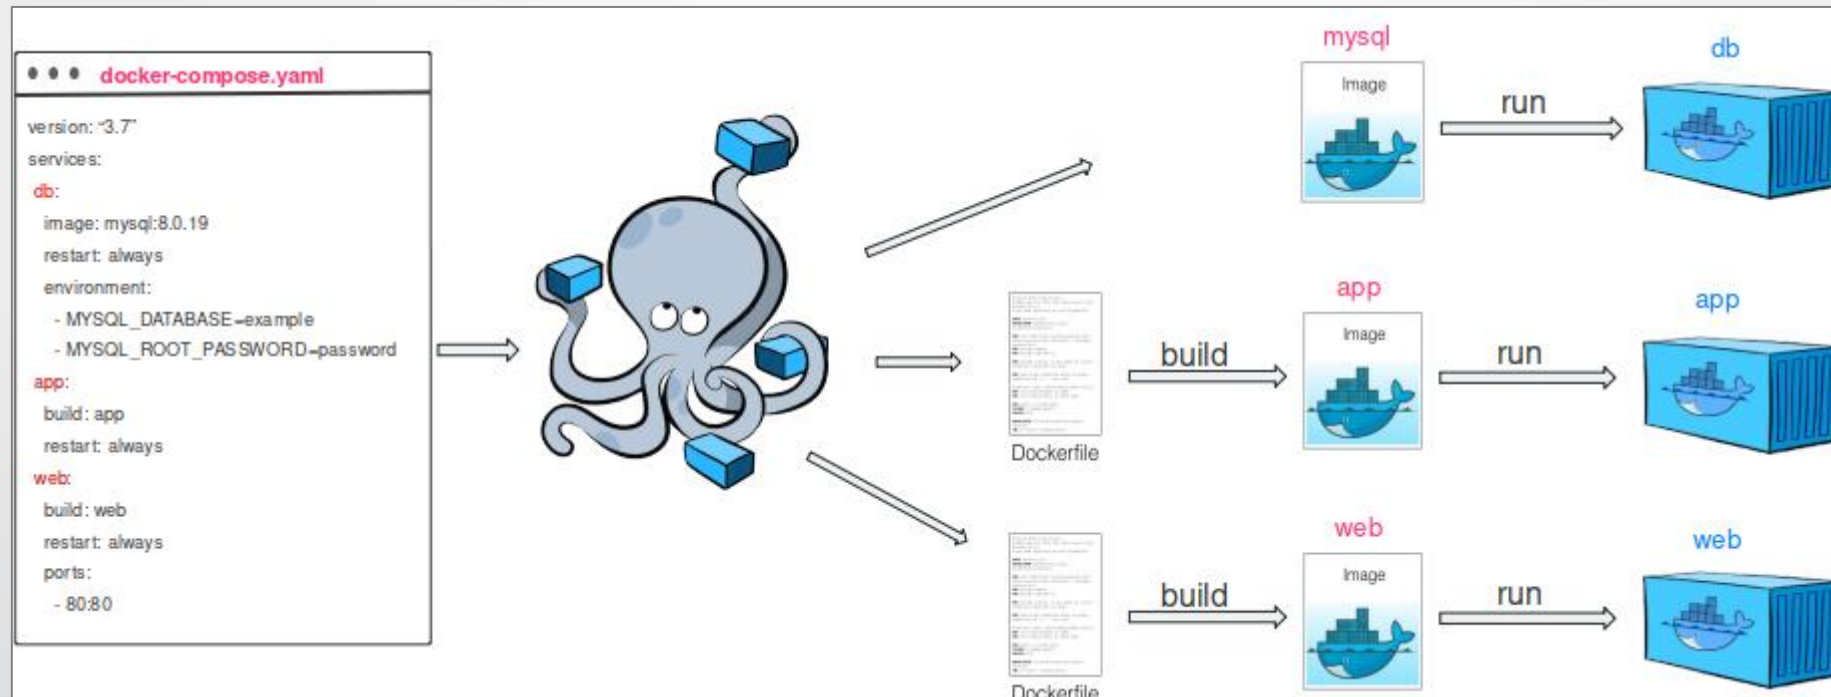 docker-compose.yaml
version: “3.7”
services:
db:
image: mysql:8.0.19
restart: always
environment:
- MYSQL_DATABASE=example
- MYSQL_ROOT_PASSWORD=password
app:
build: app
restart: always
web:
build: web
restart: always
ports:
- 80:80
mysql
Image
run
db
Dockerfile
build
app
Image
run
app
Dockerfile
build
web
Image
run
web